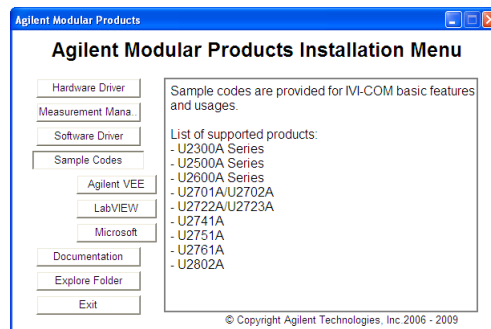 Agilent Modular Products
Agilent Modular Products Installation Menu
Hardware Driver
Measurement Mana..
Software Driver
Sample Codes
Agilent VEE
LabVIEW
Microsoft
Documentation
Explore Folder
Exit
Sample codes are provided for IVI-COM basic features
and usages.
List of supported products:
- U2300A Series
- U2500A Series
- U2600A Series
- U2701A/U2702A
- U2722A/U2723A
- U2741A
- U2751A
- U2761A
- U2802A
© Copyright Agilent Technologies, Inc.2006 - 2009